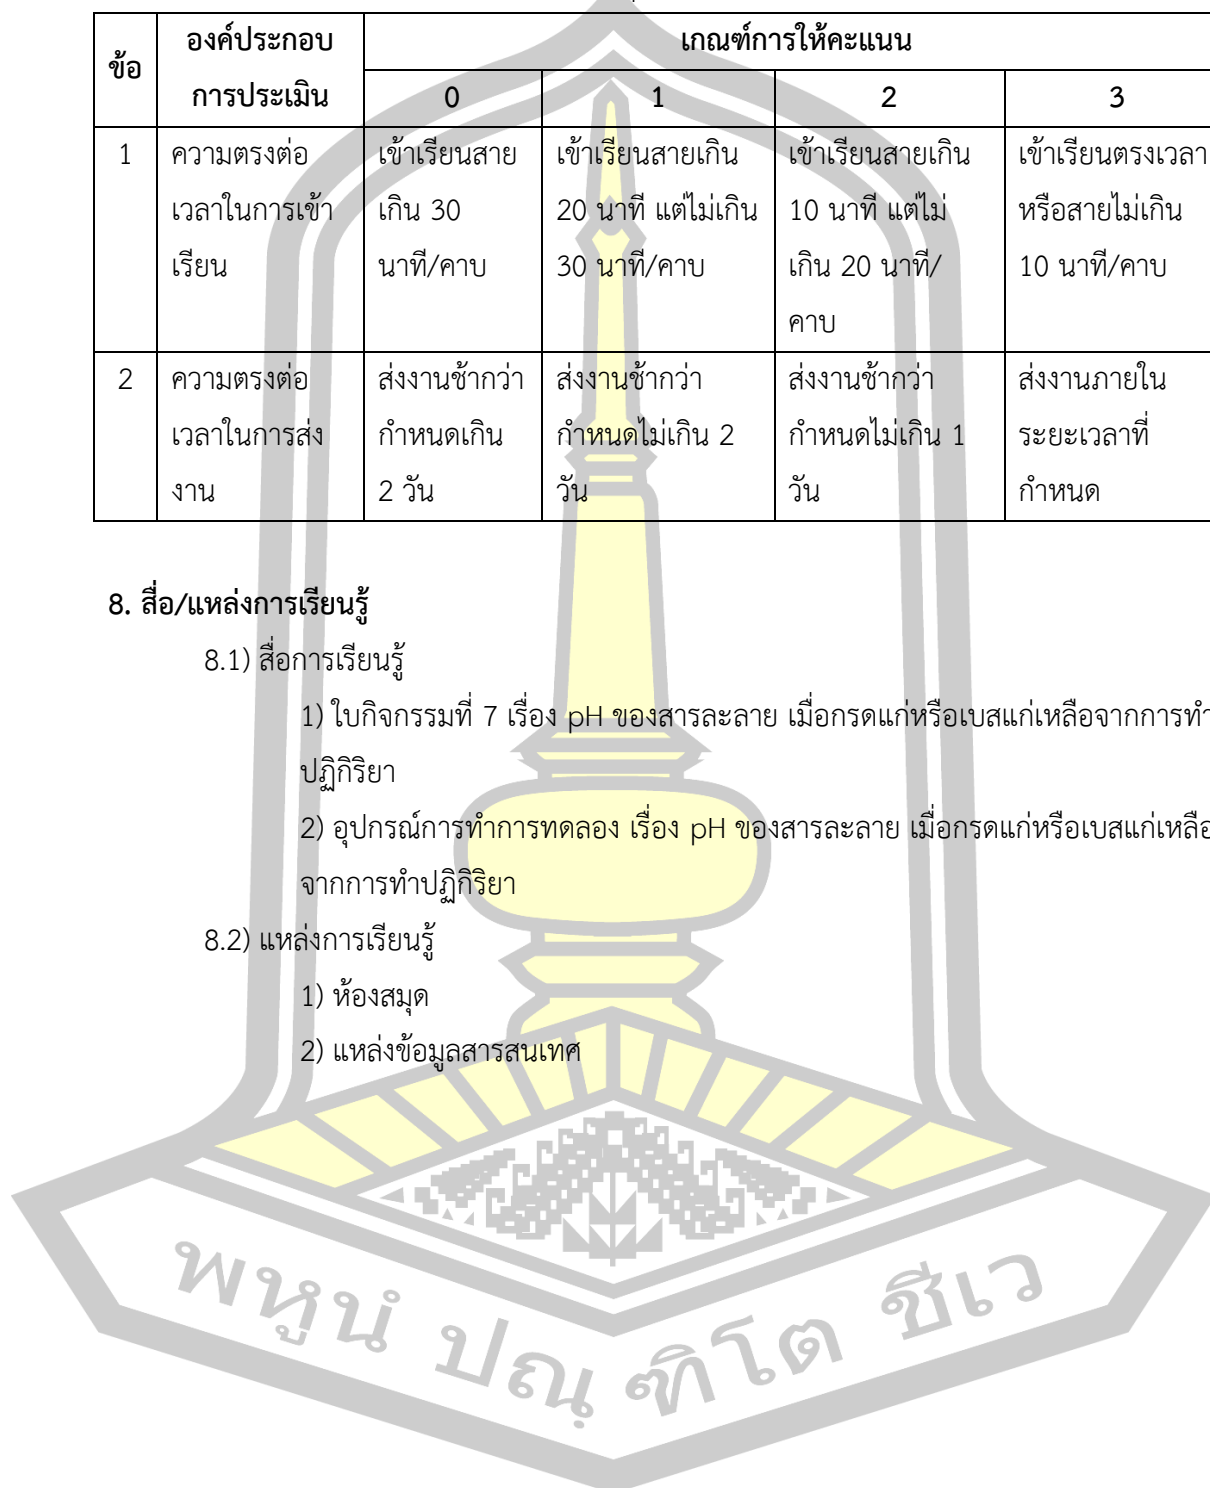 ข้อ องค์ประกอบ เกณฑ์การให้คะแนน
การประเมิน 0 1 2 3
1 ความตรงต่อ เข้าเรียนสาย เข้าเรียนสายเกิน เข้าเรียนสายเกิน เข้าเรียนตรงเวลา
เวลาในการเข้า เกิน 30 20 นาที แต่ไม่เกิน 10 นาที แต่ไม่ หรือสายไม่เกิน
เรียน นาที/คาบ 30 นาที/คาบ เกิน 20 นาที/ 10 นาที/คาบ
คาบ
2 ความตรงต่อ ส่งงานช้ากว่า ส่งงานช้ากว่า ส่งงานช้ากว่า ส่งงานภายใน
เวลาในการส่ง กำหนดเกิน กำหนดไม่เกิน 2 กำหนดไม่เกิน 1 ระยะเวลาที่
งาน 2 วัน วัน วัน กำหนด
8. สื่อ/แหล่งการเรียนรู้
8.1) สื่อการเรียนรู้
1) ใบกิจกรรมที่ 7 เรื่อง pH ของสารละลาย เมื่อกรดแก่หรือเบสแก่เหลือจากการทำ
ปฏิกิริยา
2) อุปกรณ์การทำการทดลอง เรื่อง pH ของสารละลาย เมื่อกรดแก่หรือเบสแก่เหลือ
จากการทำปฏิกิริยา
8.2) แหล่งการเรียนรู้
1) ห้องสมุด
2) แหล่งข้อมูลสารสนเทศ
พหูนํ ปณฺฑิโต ชีเว